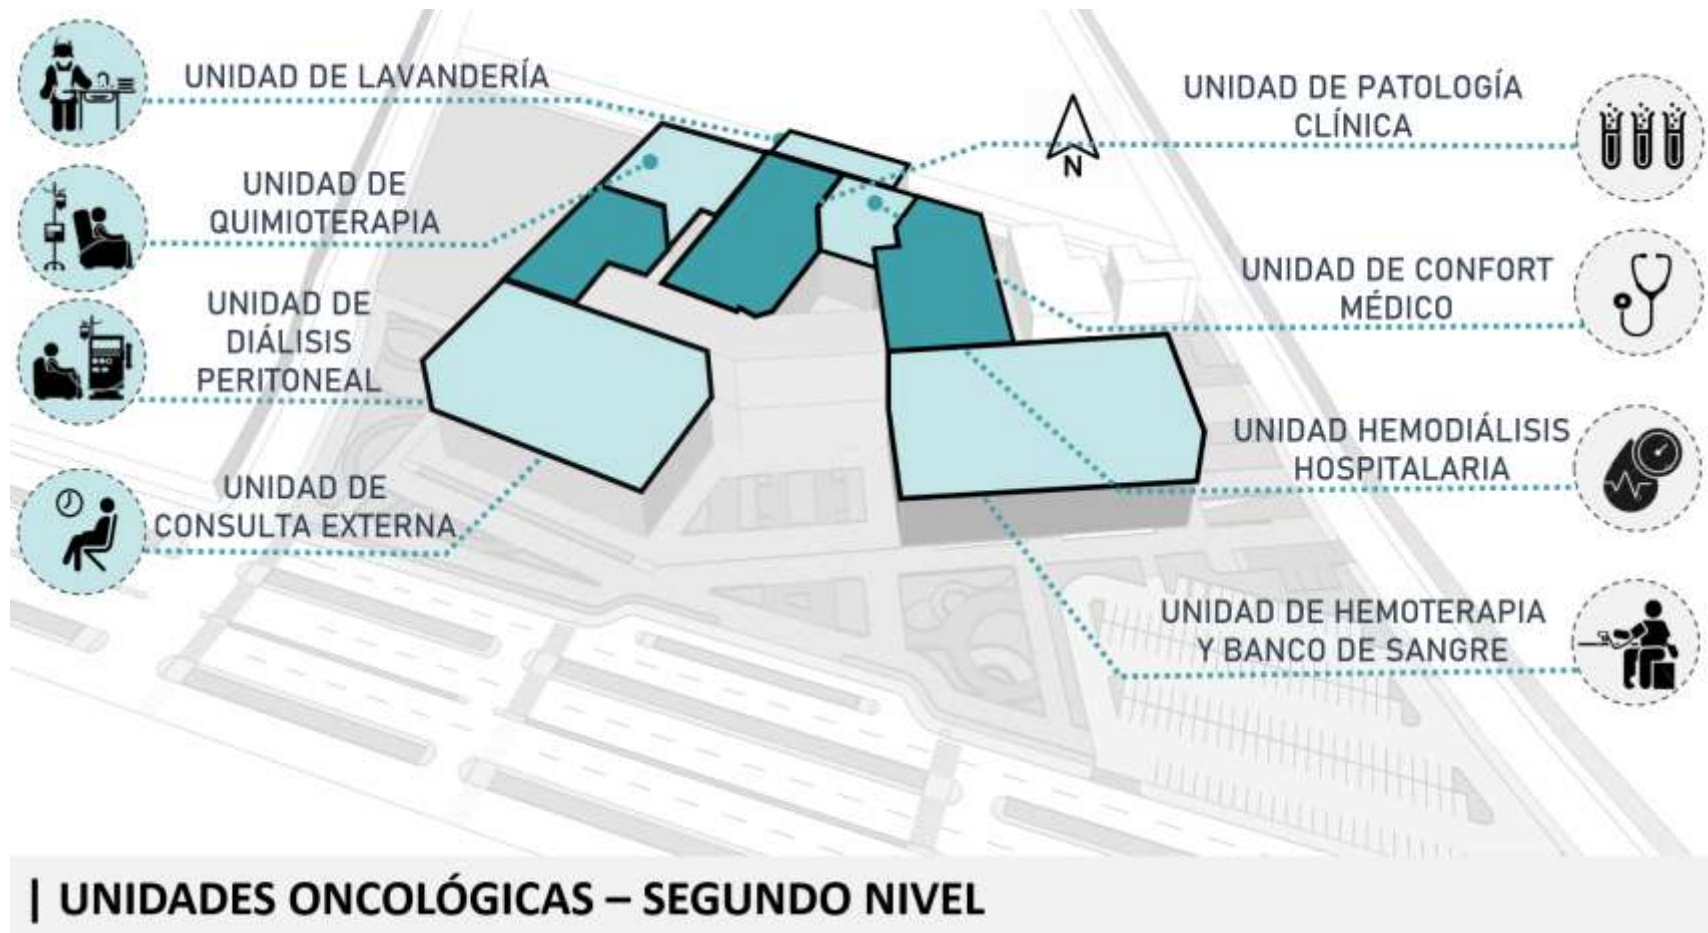 UNIDAD DE LAVANDERÍA
UNIDAD DE
QUIMIOTERAPIA
UNIDAD DE
DIÁLISIS
PERITONEAL
UNIDAD DE
CONSULTA EXTERNA
N
UNIDAD DE PATOLOGÍA
CLÍNICA
UNIDAD DE CONFORT
MÉDICO
UNIDAD HEMODIÁLISIS
HOSPITALARIA
UNIDAD DE HEMOTERAPIA
Y BANCO DE SANGRE
| UNIDADES ONCOLÓGICAS – SEGUNDO NIVEL